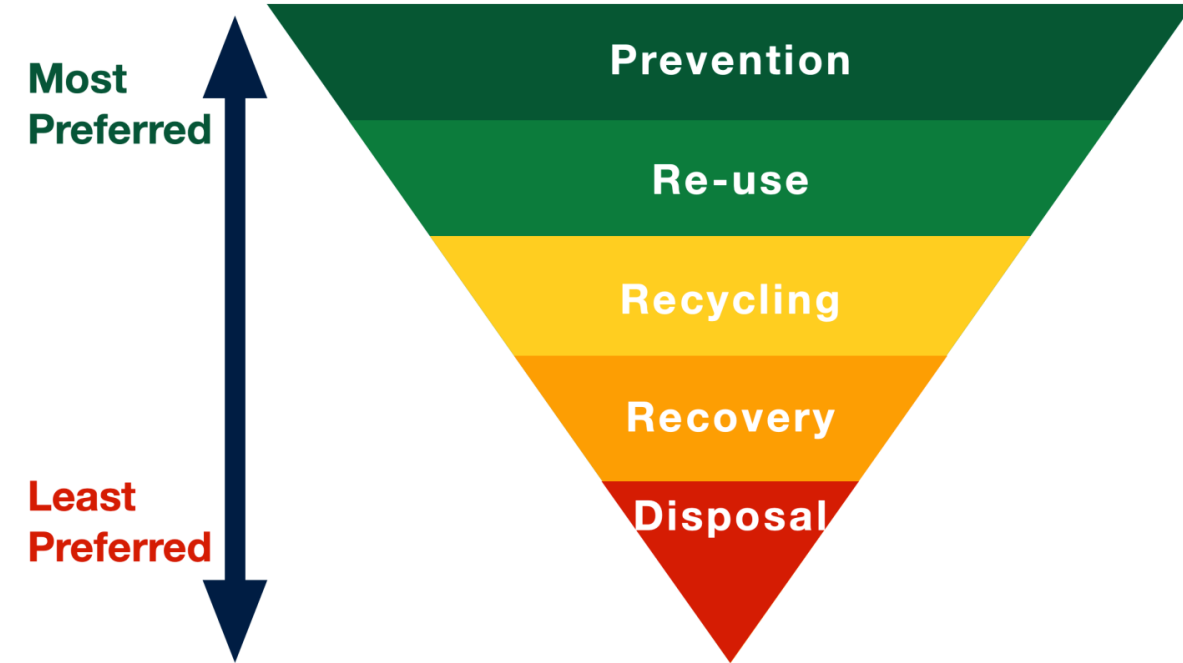 Most
Preferred
Prevention
Re-use
Recycling
Recovery
Least
Preferred
Disposal